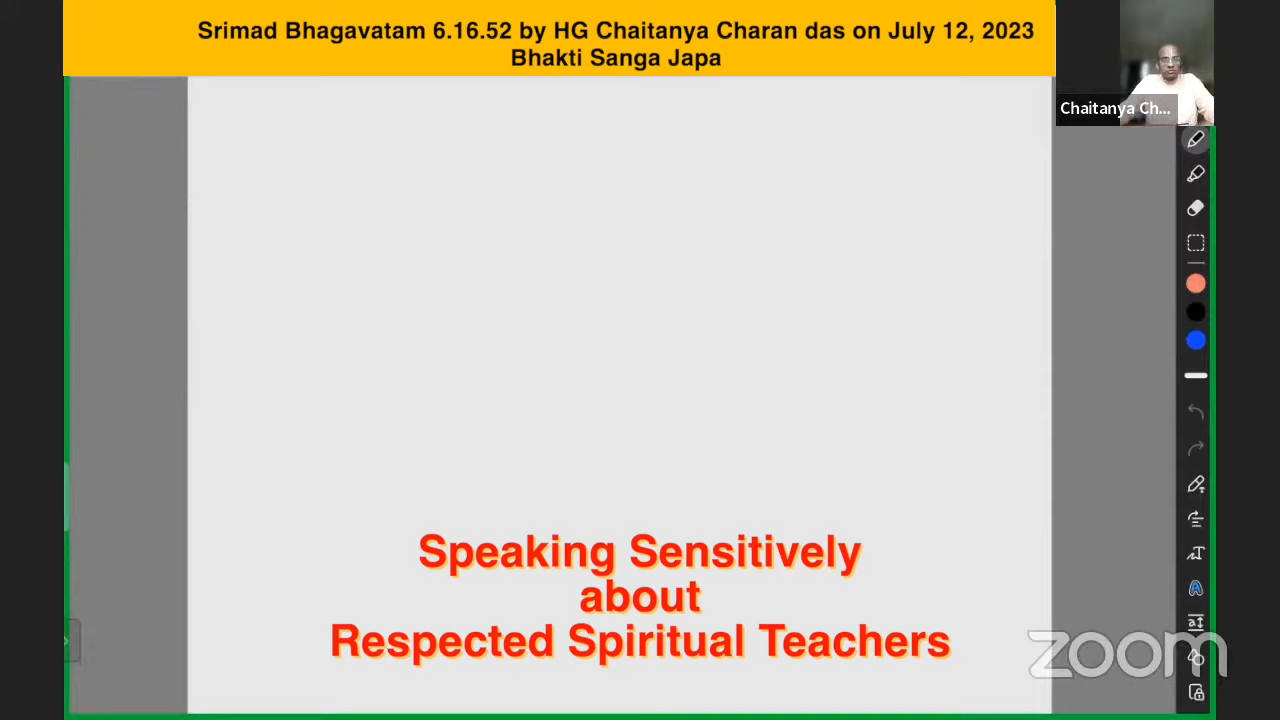 Srimad Bhagavatam 6.16.52 by HG Chaitanya Charan das on July 12, 2023
Bhakti Sanga Japa
Chaitanya Ch...
Speaking Sensitively
about
Respected Spiritual Teachers
zoom